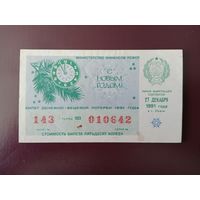 МИНИСТЕРСТВО ФИНАНСОВ РСФСР
С НОВЫМ ГОДОМ!
27 ДЕКАБРЯ
1991 года
БИЛЕТ ДЕНЕЖНО-ВЕЩЕВОЙ ЛОТЕРЕИ 1991 ГОДА
143 010642
СТОИМОСТЬ БИЛЕТА ПЯТЬДЕСЯТ КОПЕЕК